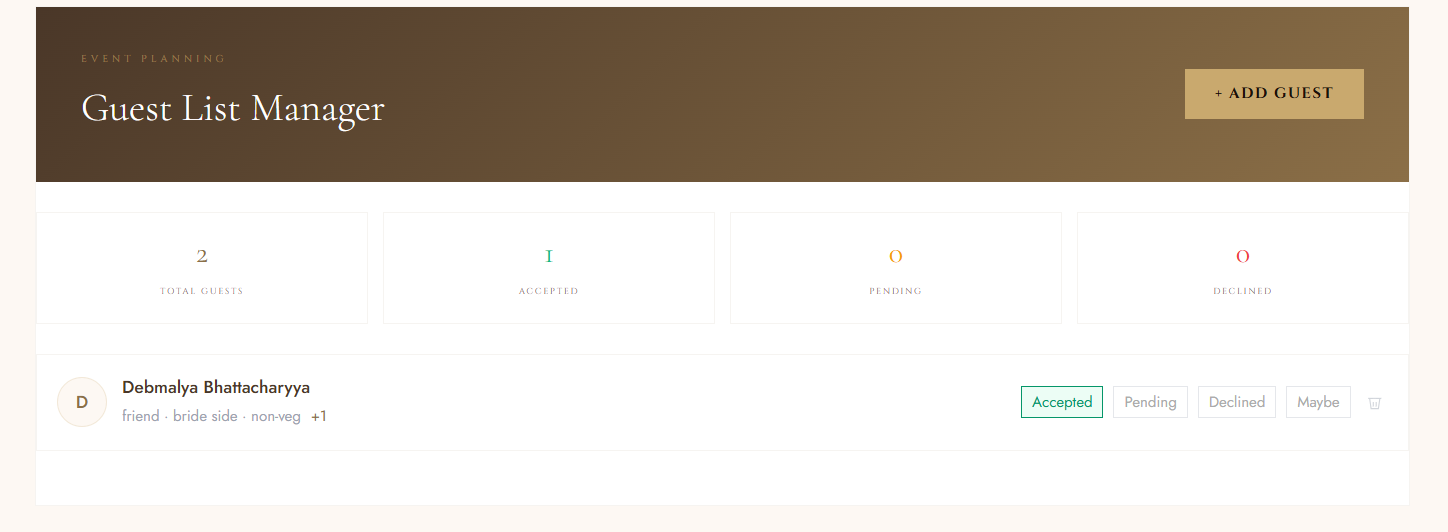 EVENT PLANNING
Guest List Manager
+ ADD GUEST
2
TOTAL GUESTS
1
ACCEPTED
0
PENDING
0
DECLINED
D
Debmalya Bhattacharyya
friend · bride side · non-veg +1
Accepted
Pending
Declined
Maybe